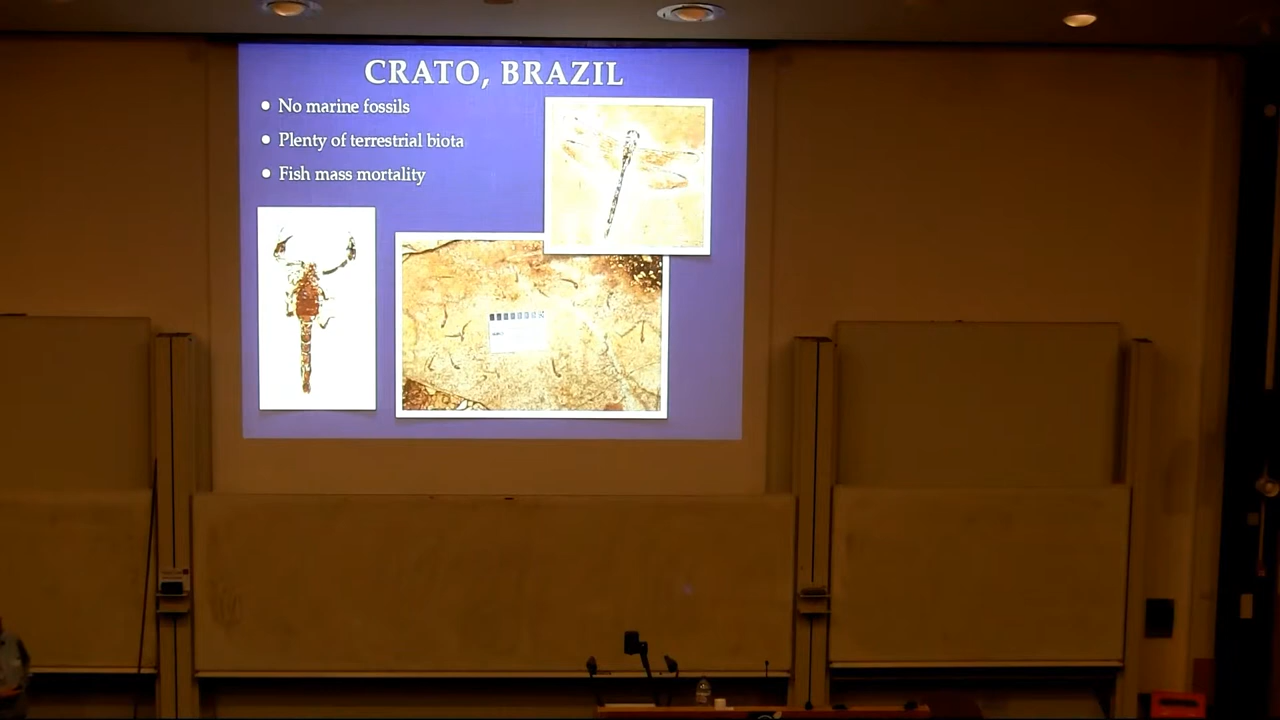 CRATO, BRAZIL
No marine fossils
Plenty of terrestrial biota
Fish mass mortality